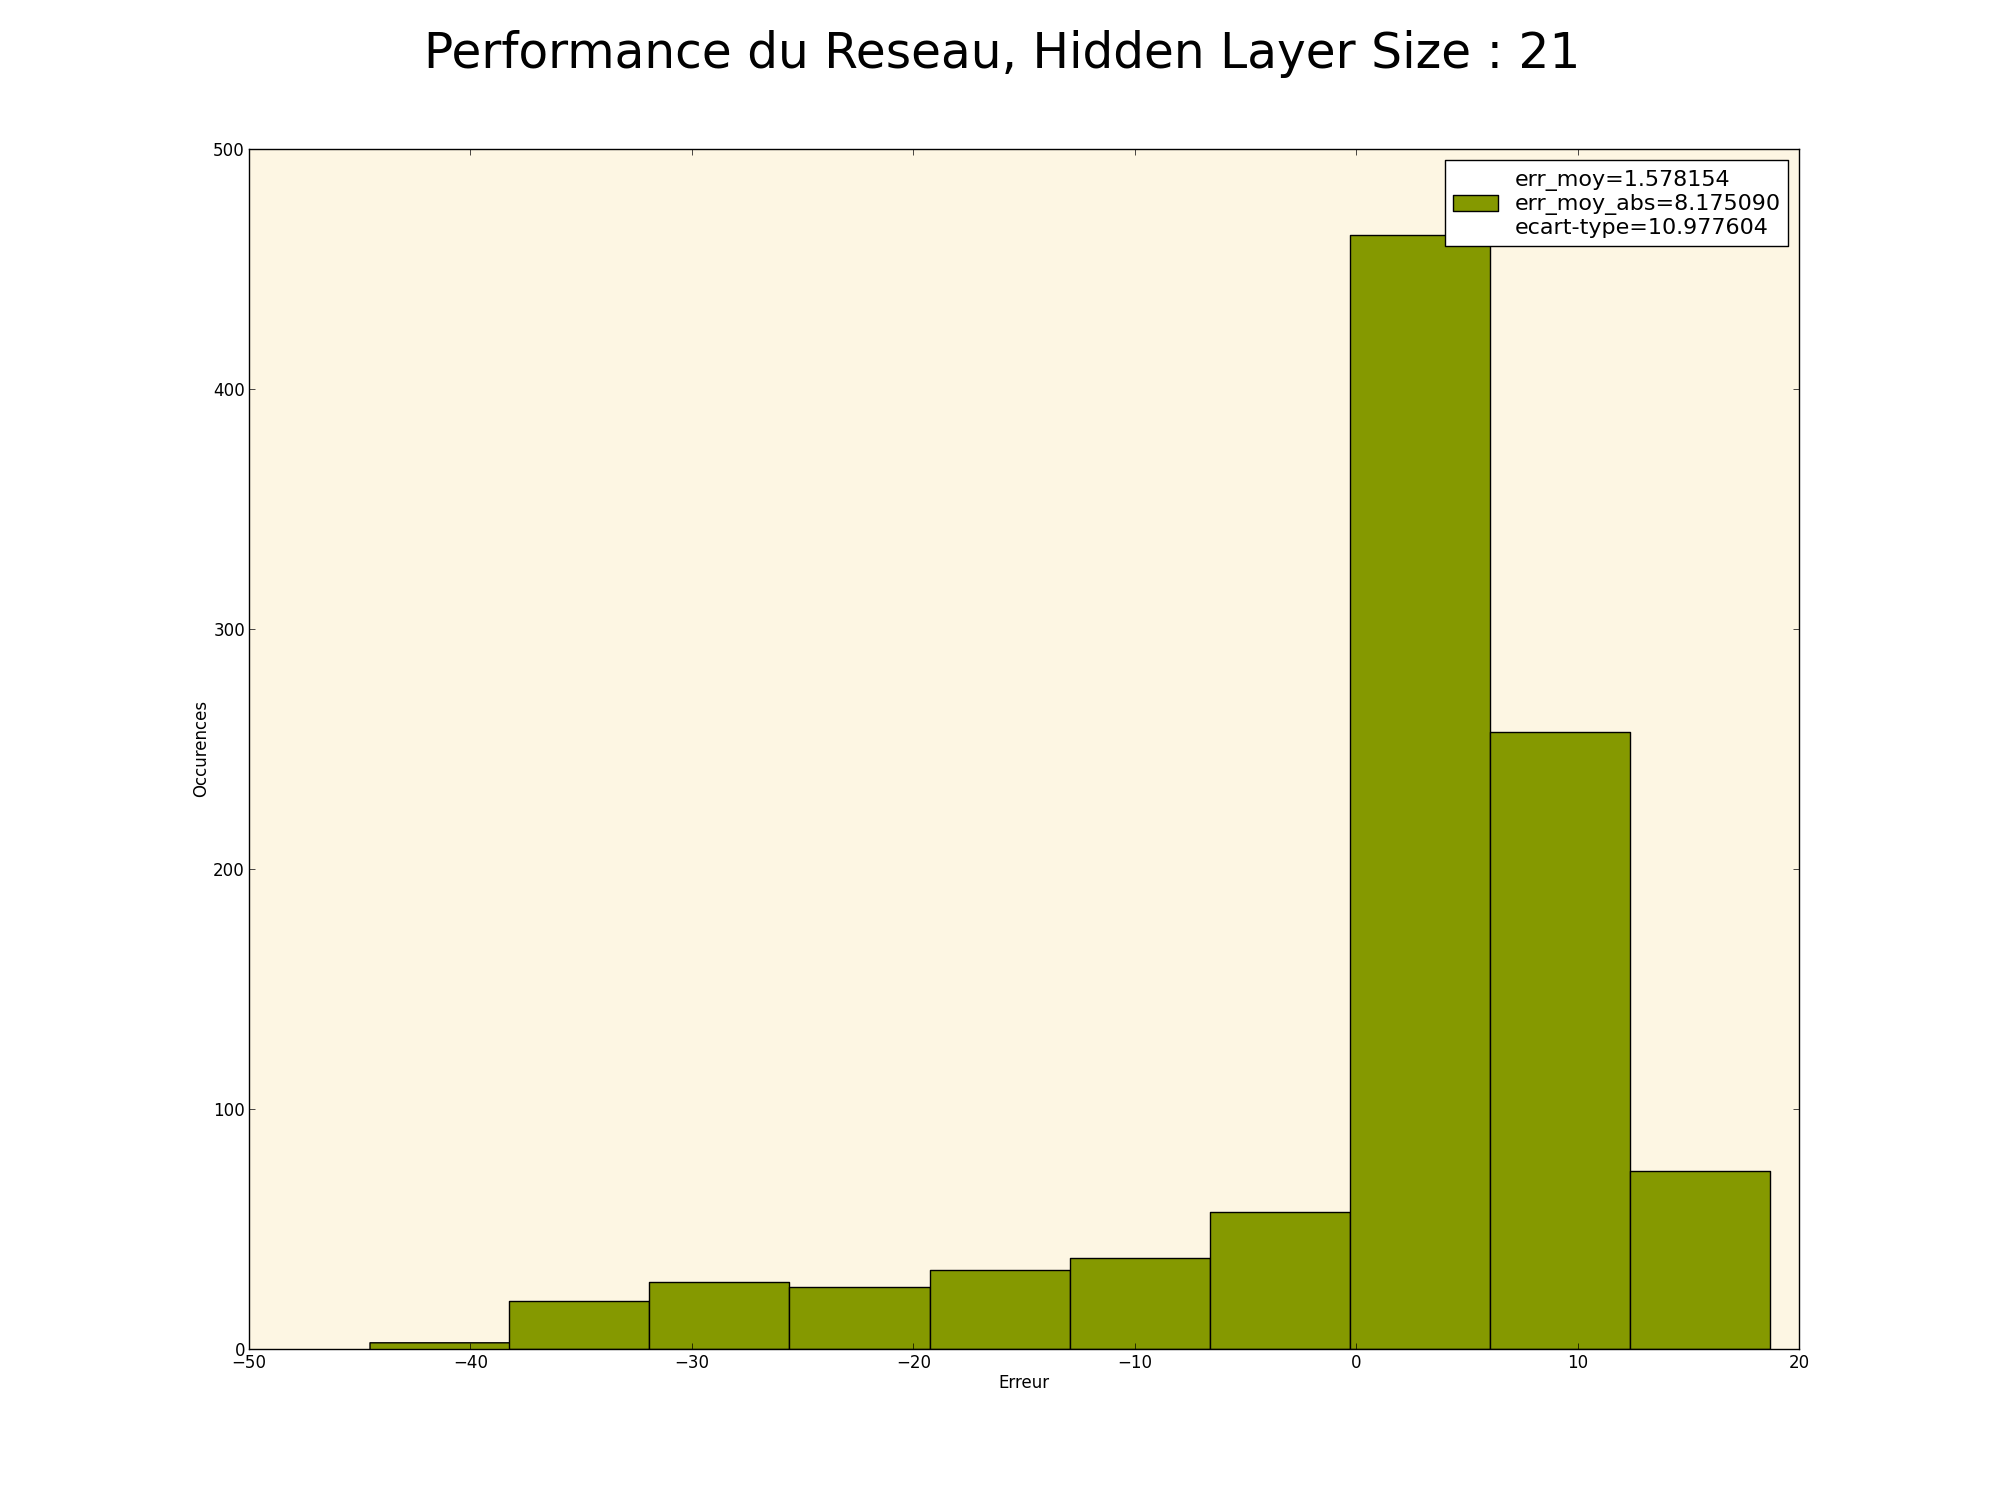 Performance du Reseau, Hidden Layer Size : 21
500
err_moy=1.578154
err_moy_abs=8.175090
ecart-type=10.977604
400
300
Occurences
200
100
0
−50 −40 −30 −20 −10 0 10 20
Erreur